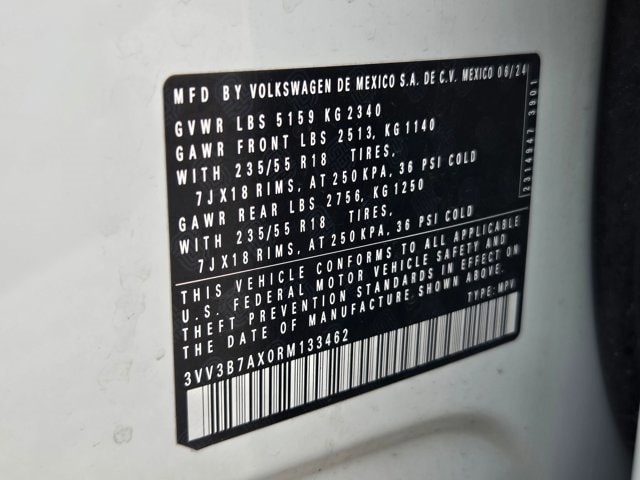 MFD BY VOLKSWAGEN DE MEXICO S.A. DE C.V. MEXICO 06/24
GVWR LBS 5159 KG 2340
GAWR FRONT LBS 2513, KG 1140
WITH 235/55 R18 TIRES,
7JX18 RIMS, AT 250 KPA, 36 PSI COLD
GAWR REAR LBS 2756, KG 1250
WITH 235/55 R18 TIRES,
7JX18 RIMS, AT 250 KPA, 36 PSI COLD
THIS VEHICLE CONFORMS TO ALL APPLICABLE
U.S. FEDERAL MOTOR VEHICLE SAFETY AND
THEFT PREVENTION STANDARDS IN EFFECT ON
THE DATE OF MANUFACTURE SHOWN ABOVE.
3VV3B7AX0RM133462 TYPE: MPV
2314947 3901